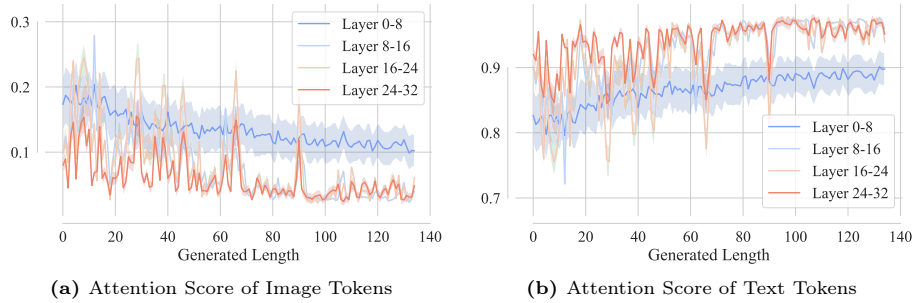 0.3
0.2
0.1
Layer 0-8
Layer 8-16
Layer 16-24
Layer 24-32
0 20 40 60 80 100 120 140
Generated Length
(a) Attention Score of Image Tokens
0.9
0.8
0.7
Layer 0-8
Layer 8-16
Layer 16-24
Layer 24-32
0 20 40 60 80 100 120 140
Generated Length
(b) Attention Score of Text Tokens